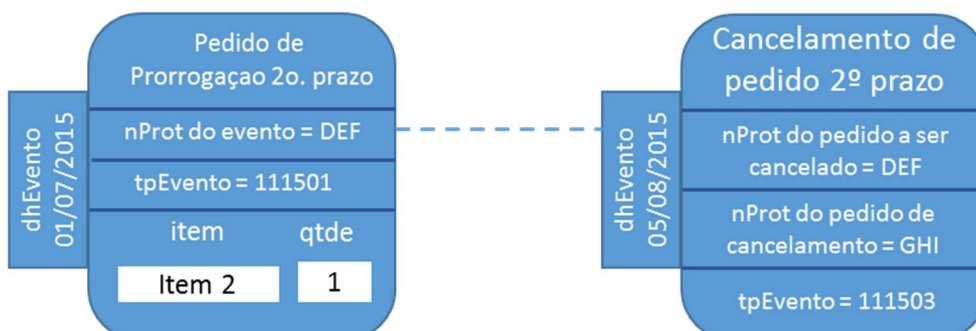 dhEvento
01/07/2015
Pedido de
Prorrogaçao 2o. prazo
nProt do evento = DEF
tpEvento = 111501
item qtde
Item 2 1
dhEvento
05/08/2015
Cancelamento de
pedido 2º prazo
nProt do pedido a ser
cancelado = DEF
nProt do pedido de
cancelamento = GHI
tpEvento = 111503